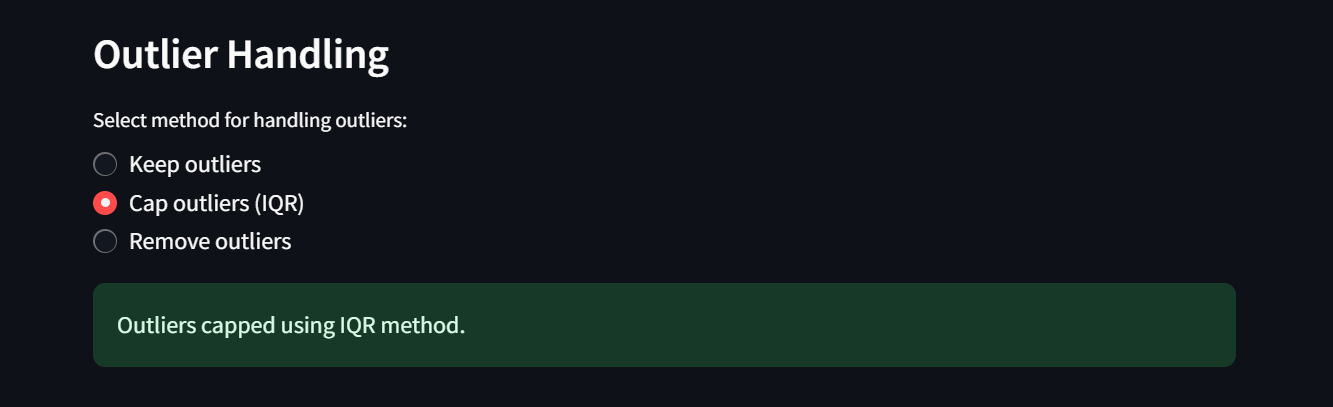 Outlier Handling
Select method for handling outliers:
Keep outliers
Cap outliers (IQR)
Remove outliers
Outliers capped using IQR method.